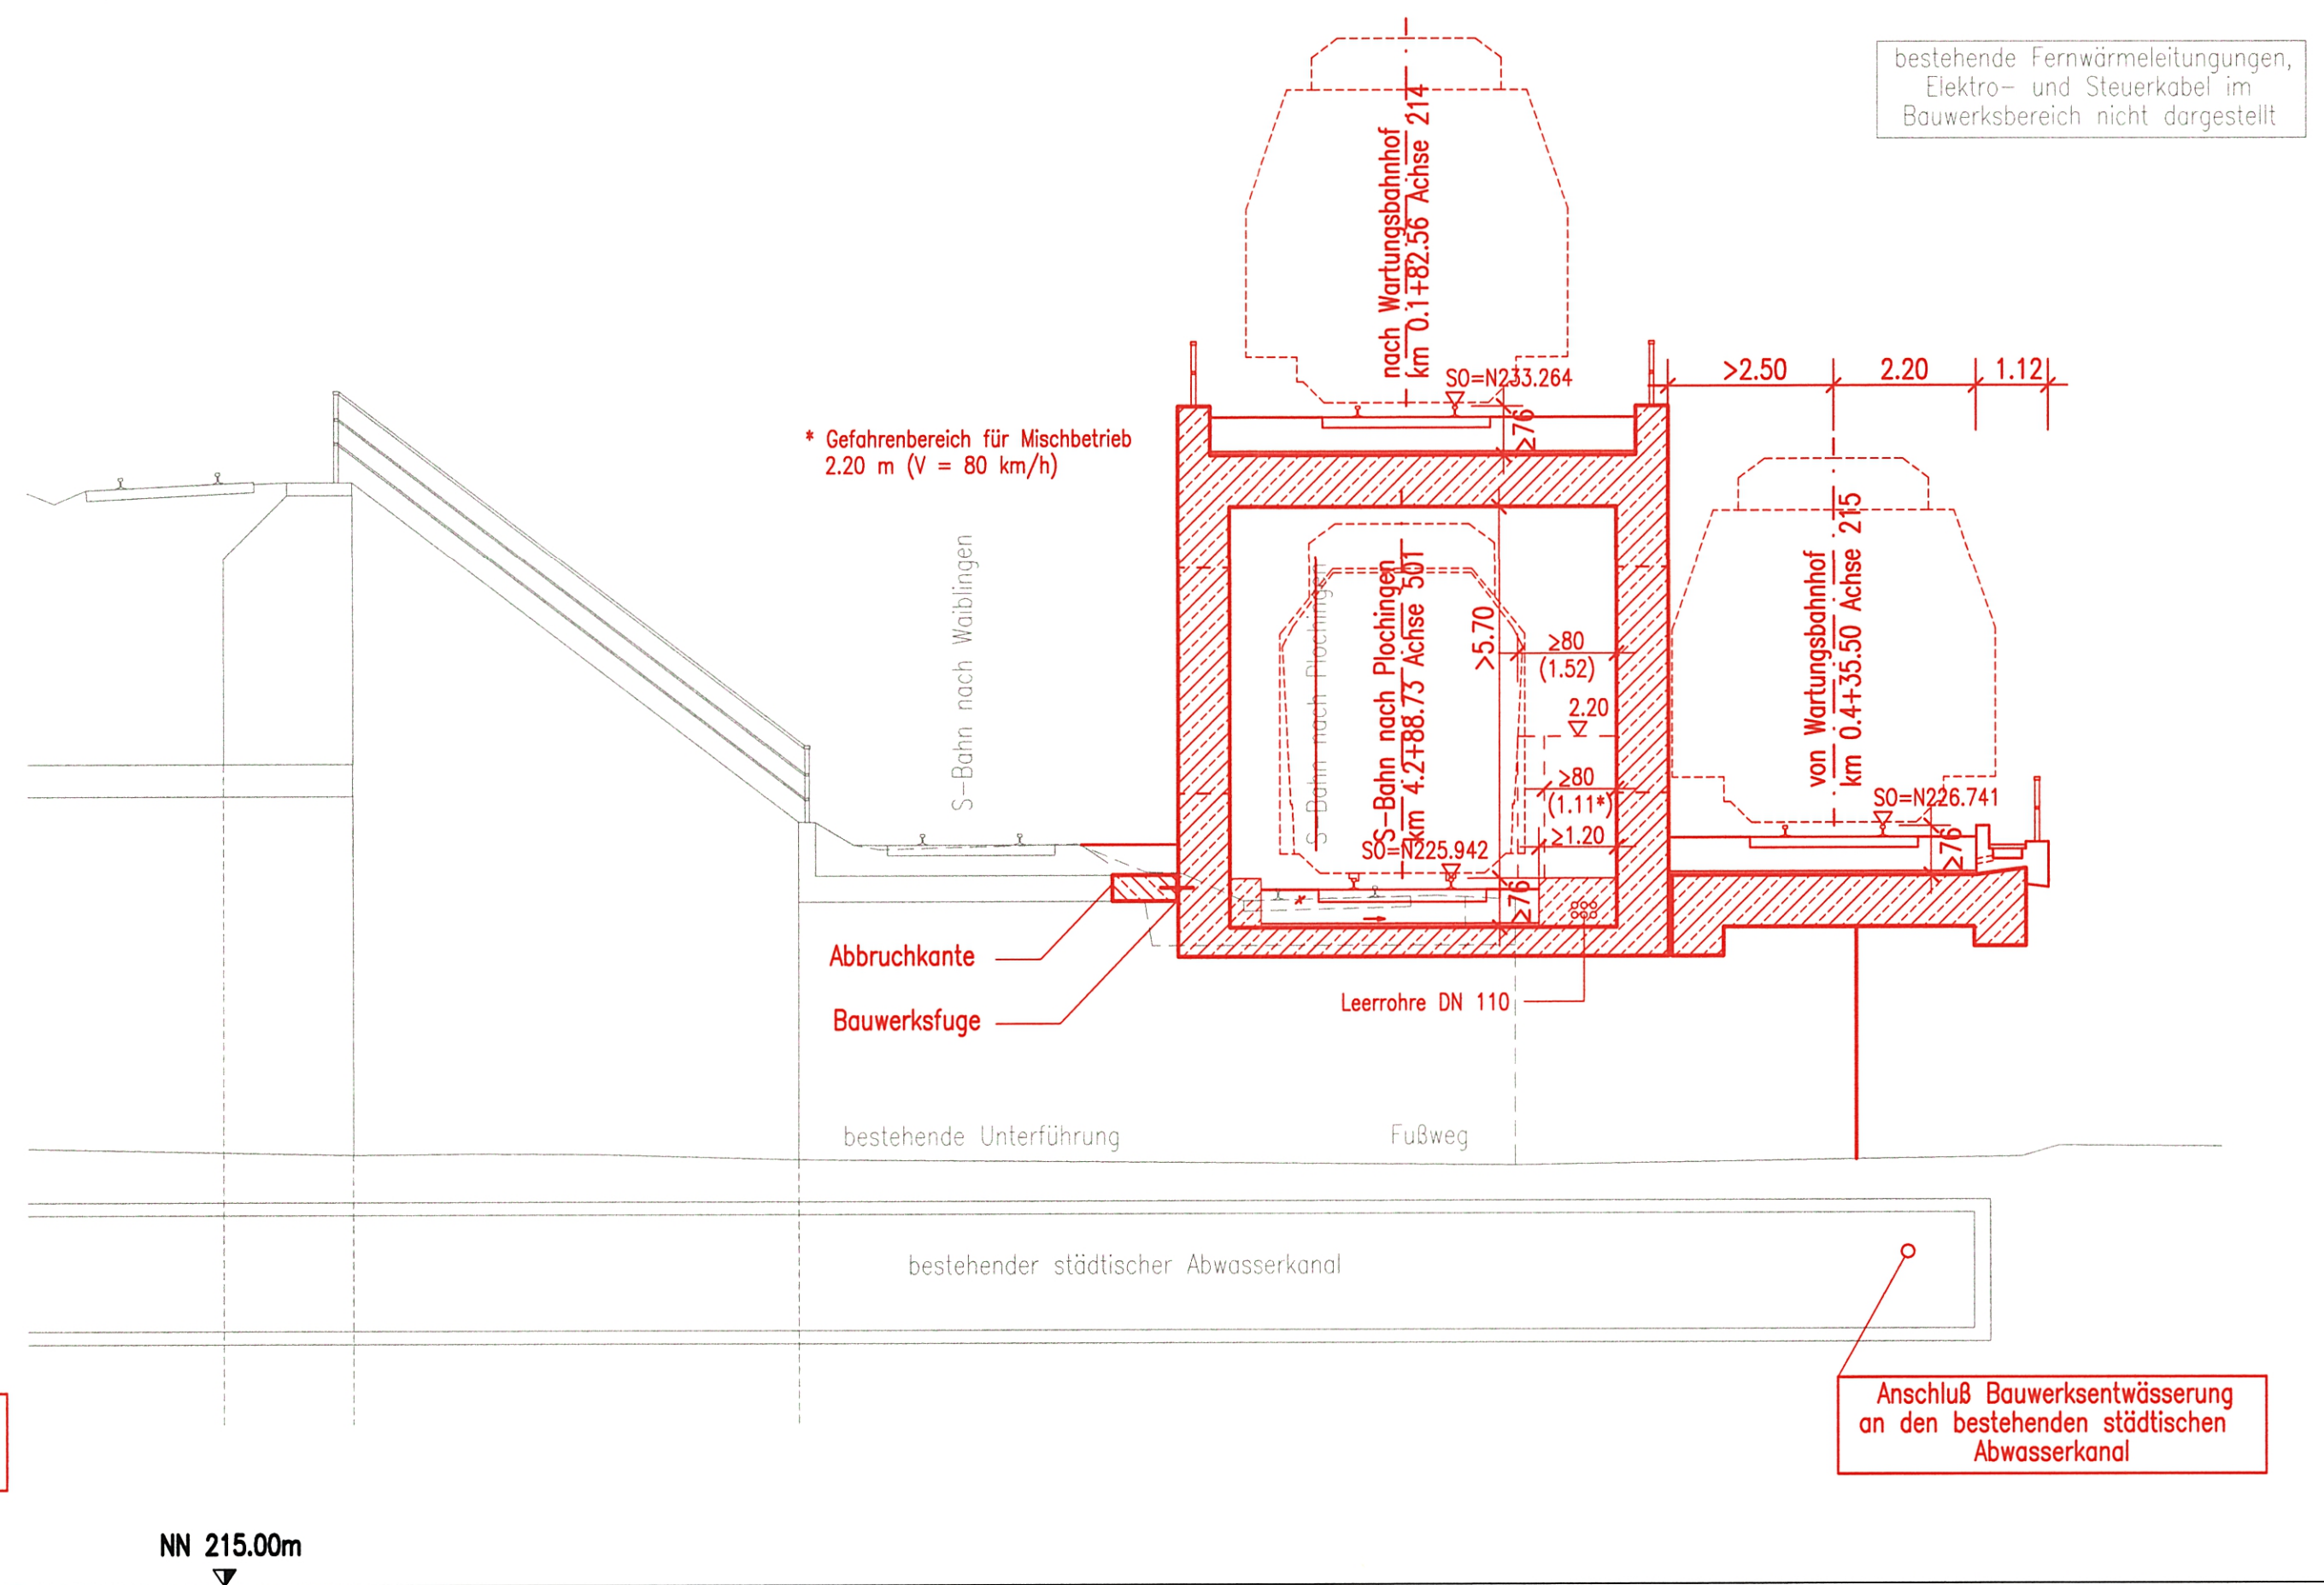 bestehende Fernwärmeleitungungen,
Elektro- und Steuerkabel im
Bauwerksbereich nicht dargestellt
nach Wartungsbahnhof
km 0.1+82.56 Achse 214
SO=N233.264
≥76
>2.50
2.20
1.12
* Gefahrenbereich für Mischbetrieb
2.20 m (V = 80 km/h)
S-Bahn nach Waiblingen
S-Bahn nach Plochingen
S-Bahn nach Plochingen
km 4.2+88.73 Achse 501
>5.70
≥80
(1.52)
2.20
≥80
(1.11*)
≥1.20
SO=N225.942
≥76
*
von Wartungsbahnhof
km 0.4+35.50 Achse 215
SO=N226.741
≥76
Abbruchkante
Bauwerksfuge
Leerrohre DN 110
bestehende Unterführung
Fußweg
bestehender städtischer Abwasserkanal
Anschluß Bauwerksentwässerung
an den bestehenden städtischen
Abwasserkanal
NN 215.00m